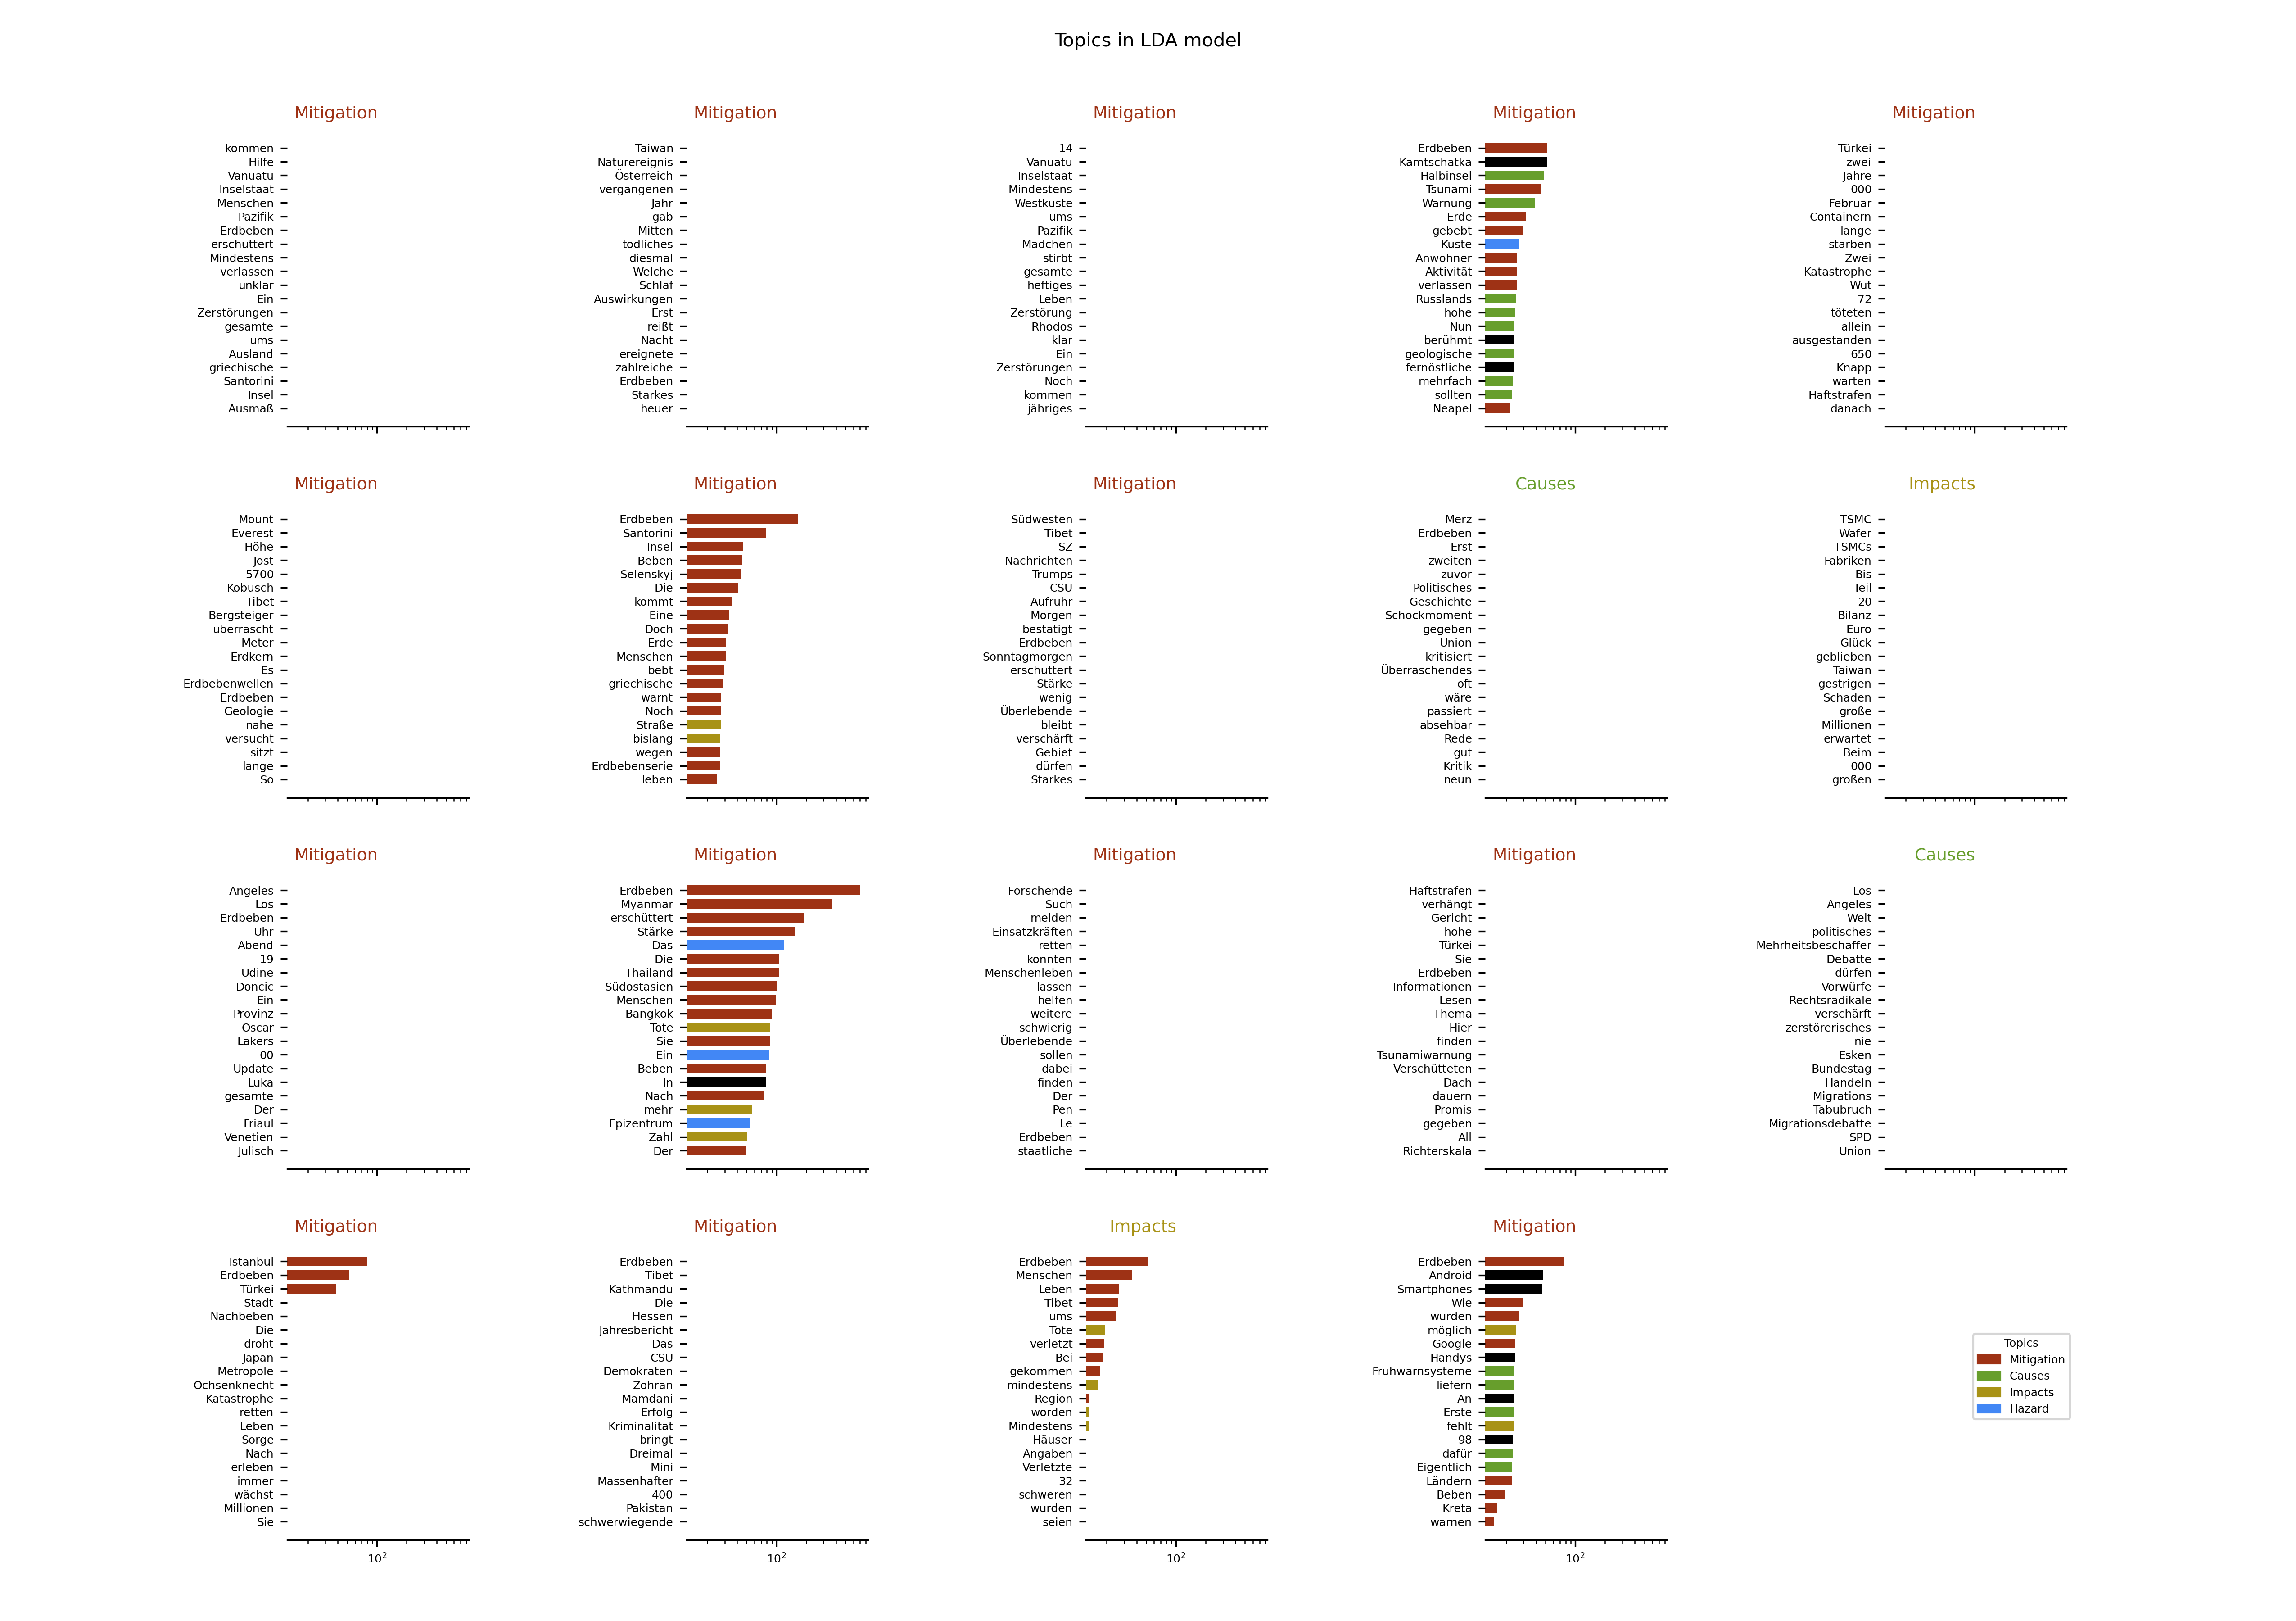 Topics in LDA model
Mitigation
kommen
Hilfe
Vanuatu
Inselstaat
Menschen
Pazifik
Erdbeben
erschüttert
Mindestens
verlassen
unklar
Ein
Zerstörungen
gesamte
ums
Ausland
griechische
Santorini
Insel
Ausmaß
Mitigation
Taiwan
Naturereignis
Österreich
vergangenen
Jahr
gab
Mitten
tödliches
diesmal
Welche
Schlaf
Auswirkungen
Erst
reißt
Nacht
ereignete
zahlreiche
Erdbeben
Starkes
heuer
Mitigation
14
Vanuatu
Inselstaat
Mindestens
Westküste
ums
Pazifik
Mädchen
stirbt
gesamte
heftiges
Leben
Zerstörung
Rhodos
klar
Ein
Zerstörungen
Noch
kommen
jähriges
Mitigation
Erdbeben
Kamtschatka
Halbinsel
Tsunami
Warnung
Erde
gebebt
Küste
Anwohner
Aktivität
verlassen
Russlands
hohe
Nun
berühmt
geologische
fernöstliche
mehrfach
sollten
Neapel
Mitigation
Türkei
zwei
Jahre
000
Februar
Containern
lange
starben
Zwei
Katastrophe
Wut
72
töteten
allein
ausgestanden
650
Knapp
warten
Haftstrafen
danach
Mitigation
Mount
Everest
Höhe
Jost
5700
Kobusch
Tibet
Bergsteiger
überrascht
Meter
Erdkern
Es
Erdbebenwellen
Erdbeben
Geologie
nahe
versucht
sitzt
lange
So
Mitigation
Erdbeben
Santorini
Insel
Beben
Selenskyj
Die
kommt
Eine
Doch
Erde
Menschen
bebt
griechische
warnt
Noch
Straße
bislang
wegen
Erdbebenserie
leben
Mitigation
Südwesten
Tibet
SZ
Nachrichten
Trumps
CSU
Aufruhr
Morgen
bestätigt
Erdbeben
Sonntagmorgen
erschüttert
Stärke
wenig
Überlebende
bleibt
verschärft
Gebiet
dürfen
Starkes
Causes
Merz
Erdbeben
Erst
zweiten
zuvor
Politisches
Geschichte
Schockmoment
gegeben
Union
kritisiert
Überraschendes
oft
wäre
passiert
absehbar
Rede
gut
Kritik
neun
Impacts
TSMC
Wafer
TSMCs
Fabriken
Bis
Teil
20
Bilanz
Euro
Glück
geblieben
Taiwan
gestrigen
Schaden
große
Millionen
erwartet
Beim
000
großen
Mitigation
Angeles
Los
Erdbeben
Uhr
Abend
19
Udine
Doncic
Ein
Provinz
Oscar
Lakers
00
Update
Luka
gesamte
Der
Friaul
Venetien
Julisch
Mitigation
Erdbeben
Myanmar
erschüttert
Stärke
Das
Die
Thailand
Südostasien
Menschen
Bangkok
Tote
Sie
Ein
Beben
In
Nach
mehr
Epizentrum
Zahl
Der
Mitigation
Forschende
Such
melden
Einsatzkräften
retten
könnten
Menschenleben
lassen
helfen
weitere
schwierig
Überlebende
sollen
dabei
finden
Der
Pen
Le
Erdbeben
staatliche
Mitigation
Haftstrafen
verhängt
Gericht
hohe
Türkei
Sie
Erdbeben
Informationen
Lesen
Thema
Hier
finden
Tsunamiwarnung
Verschütteten
Dach
dauern
Promis
gegeben
All
Richterskala
Causes
Los
Angeles
Welt
politisches
Mehrheitsbeschaffer
Debatte
dürfen
Vorwürfe
Rechtsradikale
verschärft
zerstörerisches
nie
Esken
Bundestag
Handeln
Migrations
Tabubruch
Migrationsdebatte
SPD
Union
Mitigation
Istanbul
Erdbeben
Türkei
Stadt
Nachbeben
Die
droht
Japan
Metropole
Ochsenknecht
Katastrophe
retten
Leben
Sorge
Nach
erleben
immer
wächst
Millionen
Sie
10²
Mitigation
Erdbeben
Tibet
Kathmandu
Die
Hessen
Jahresbericht
Das
CSU
Demokraten
Zohran
Mamdani
Erfolg
Kriminalität
bringt
Dreimal
Mini
Massenhafter
400
Pakistan
schwerwiegende
10²
Impacts
Erdbeben
Menschen
Leben
Tibet
ums
Tote
verletzt
Bei
gekommen
mindestens
Region
worden
Mindestens
Häuser
Angaben
Verletzte
32
schweren
wurden
seien
10²
Mitigation
Erdbeben
Android
Smartphones
Wie
wurden
möglich
Google
Handys
Frühwarnsysteme
liefern
An
Erste
fehlt
98
dafür
Eigentlich
Ländern
Beben
Kreta
warnen
10²
Topics
Mitigation
Causes
Impacts
Hazard